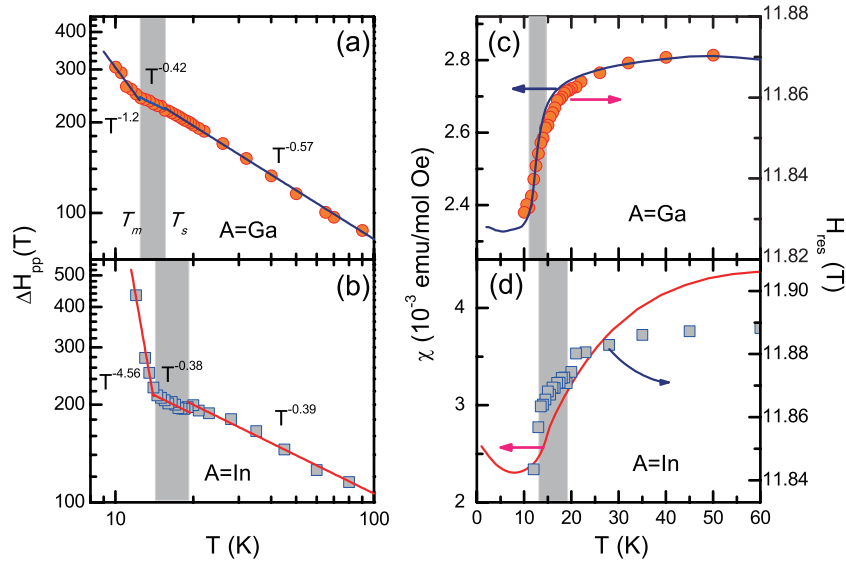 400
300
200
100
ΔH_pp(T)
(a)
T^-0.42
T^-1.2
T^-0.57
T_m
T_s
A=Ga
500
400
300
200
100
(b)
T^-4.56
T^-0.38
T^-0.39
A=In
10
100
T (K)
2.8
2.6
2.4
χ (10^-3 emu/mol Oe)
(c)
A=Ga
11.88
11.86
11.84
11.82
H_res (T)
4
3
2
(d)
A=In
11.90
11.88
11.86
11.84
0
10
20
30
40
50
60
T (K)